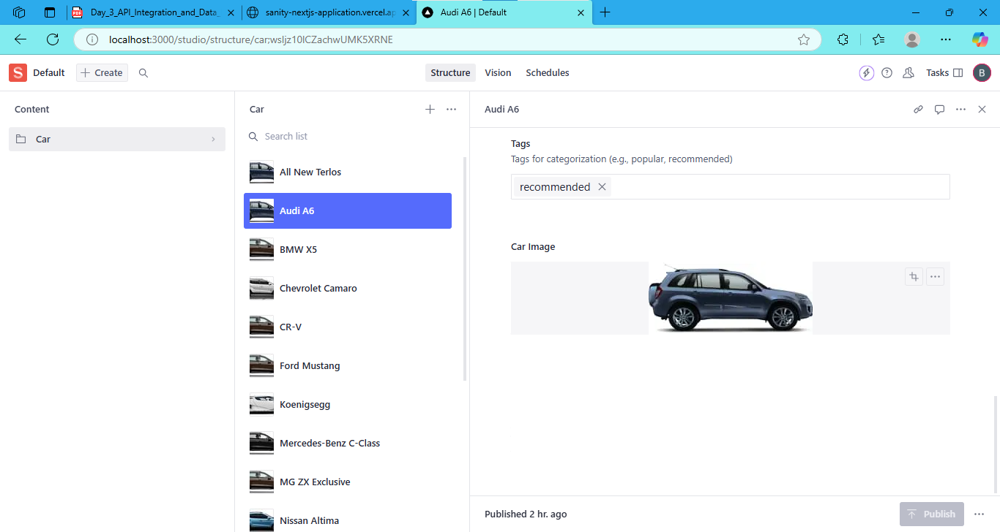 Day_3_API_Integration_and_Data_
sanity-nextjs-application.vercel.ap
Audi A6 | Default
localhost:3000/studio/structure/car;wsljz10lCZachwUMK5XRNE
S
Default
Create
Structure
Vision
Schedules
Tasks
B
Content
Car
Car
Search list
All New Terlos
Audi A6
BMW X5
Chevrolet Camaro
CR-V
Ford Mustang
Koenigsegg
Mercedes-Benz C-Class
MG ZX Exclusive
Nissan Altima
Audi A6
Tags
Tags for categorization (e.g., popular, recommended)
recommended
Car Image
Published 2 hr. ago
Publish